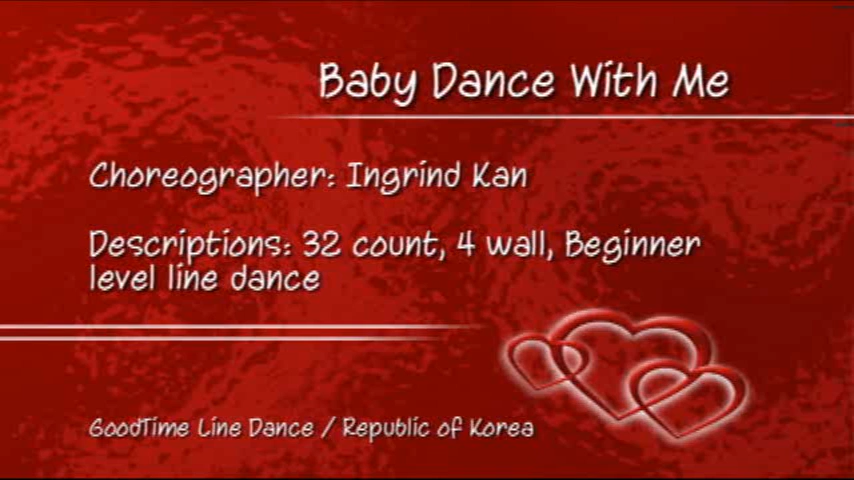 Baby Dance With Me
Choreographer: Ingrind Kan
Descriptions: 32 count, 4 wall, Beginner
level line dance
GoodTime Line Dance / Republic of Korea